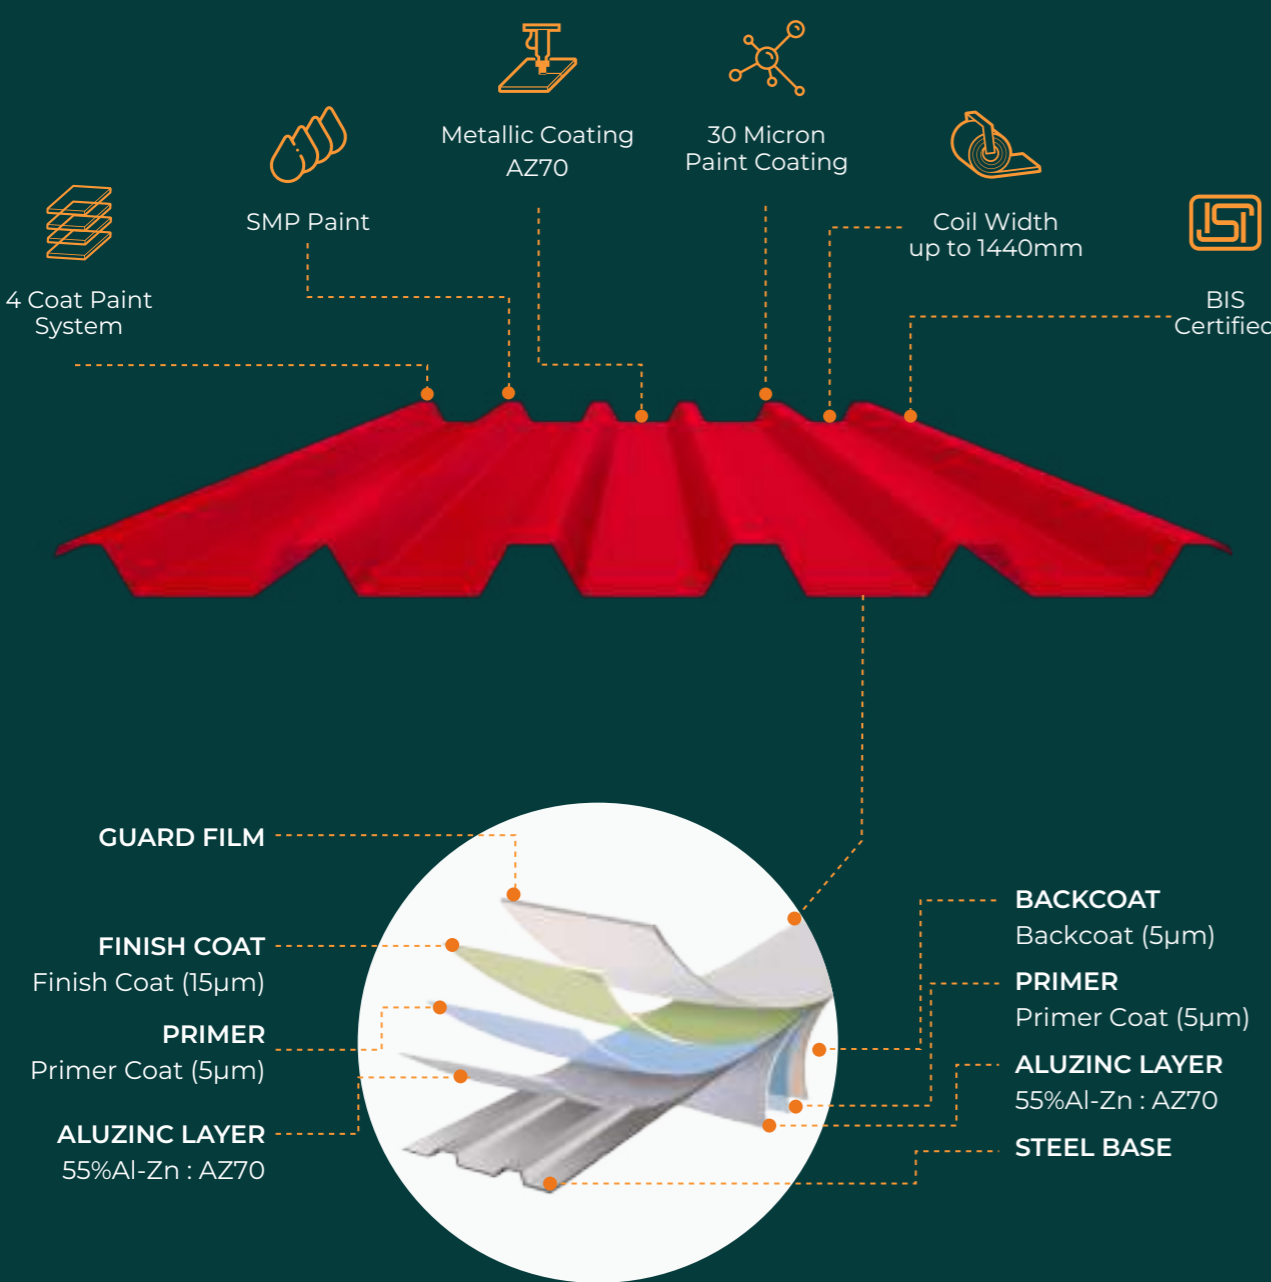 4 Coat Paint
System
SMP Paint
Metallic Coating
AZ70
30 Micron
Paint Coating
Coil Width
up to 1440mm
ISI
BIS
Certified
GUARD FILM
FINISH COAT
Finish Coat (15µm)
PRIMER
Primer Coat (5µm)
ALUZINC LAYER
55%Al-Zn : AZ70
BACKCOAT
Backcoat (5µm)
PRIMER
Primer Coat (5µm)
ALUZINC LAYER
55%Al-Zn : AZ70
STEEL BASE